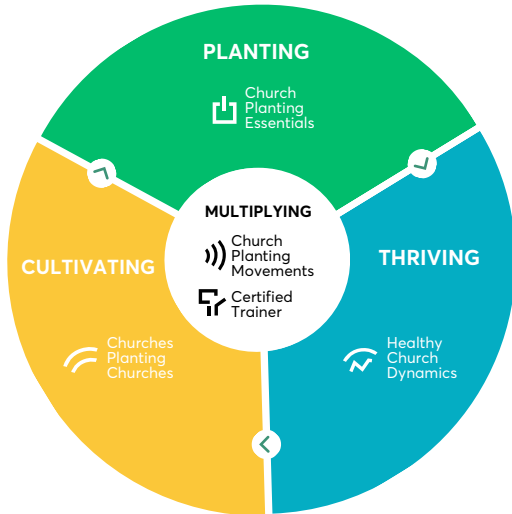 PLANTING
Church
Planting
Essentials
MULTIPLYING
Church
Planting
Movements
Certified
Trainer
CULTIVATING
Churches
Planting
Churches
THRIVING
Healthy
Church
Dynamics